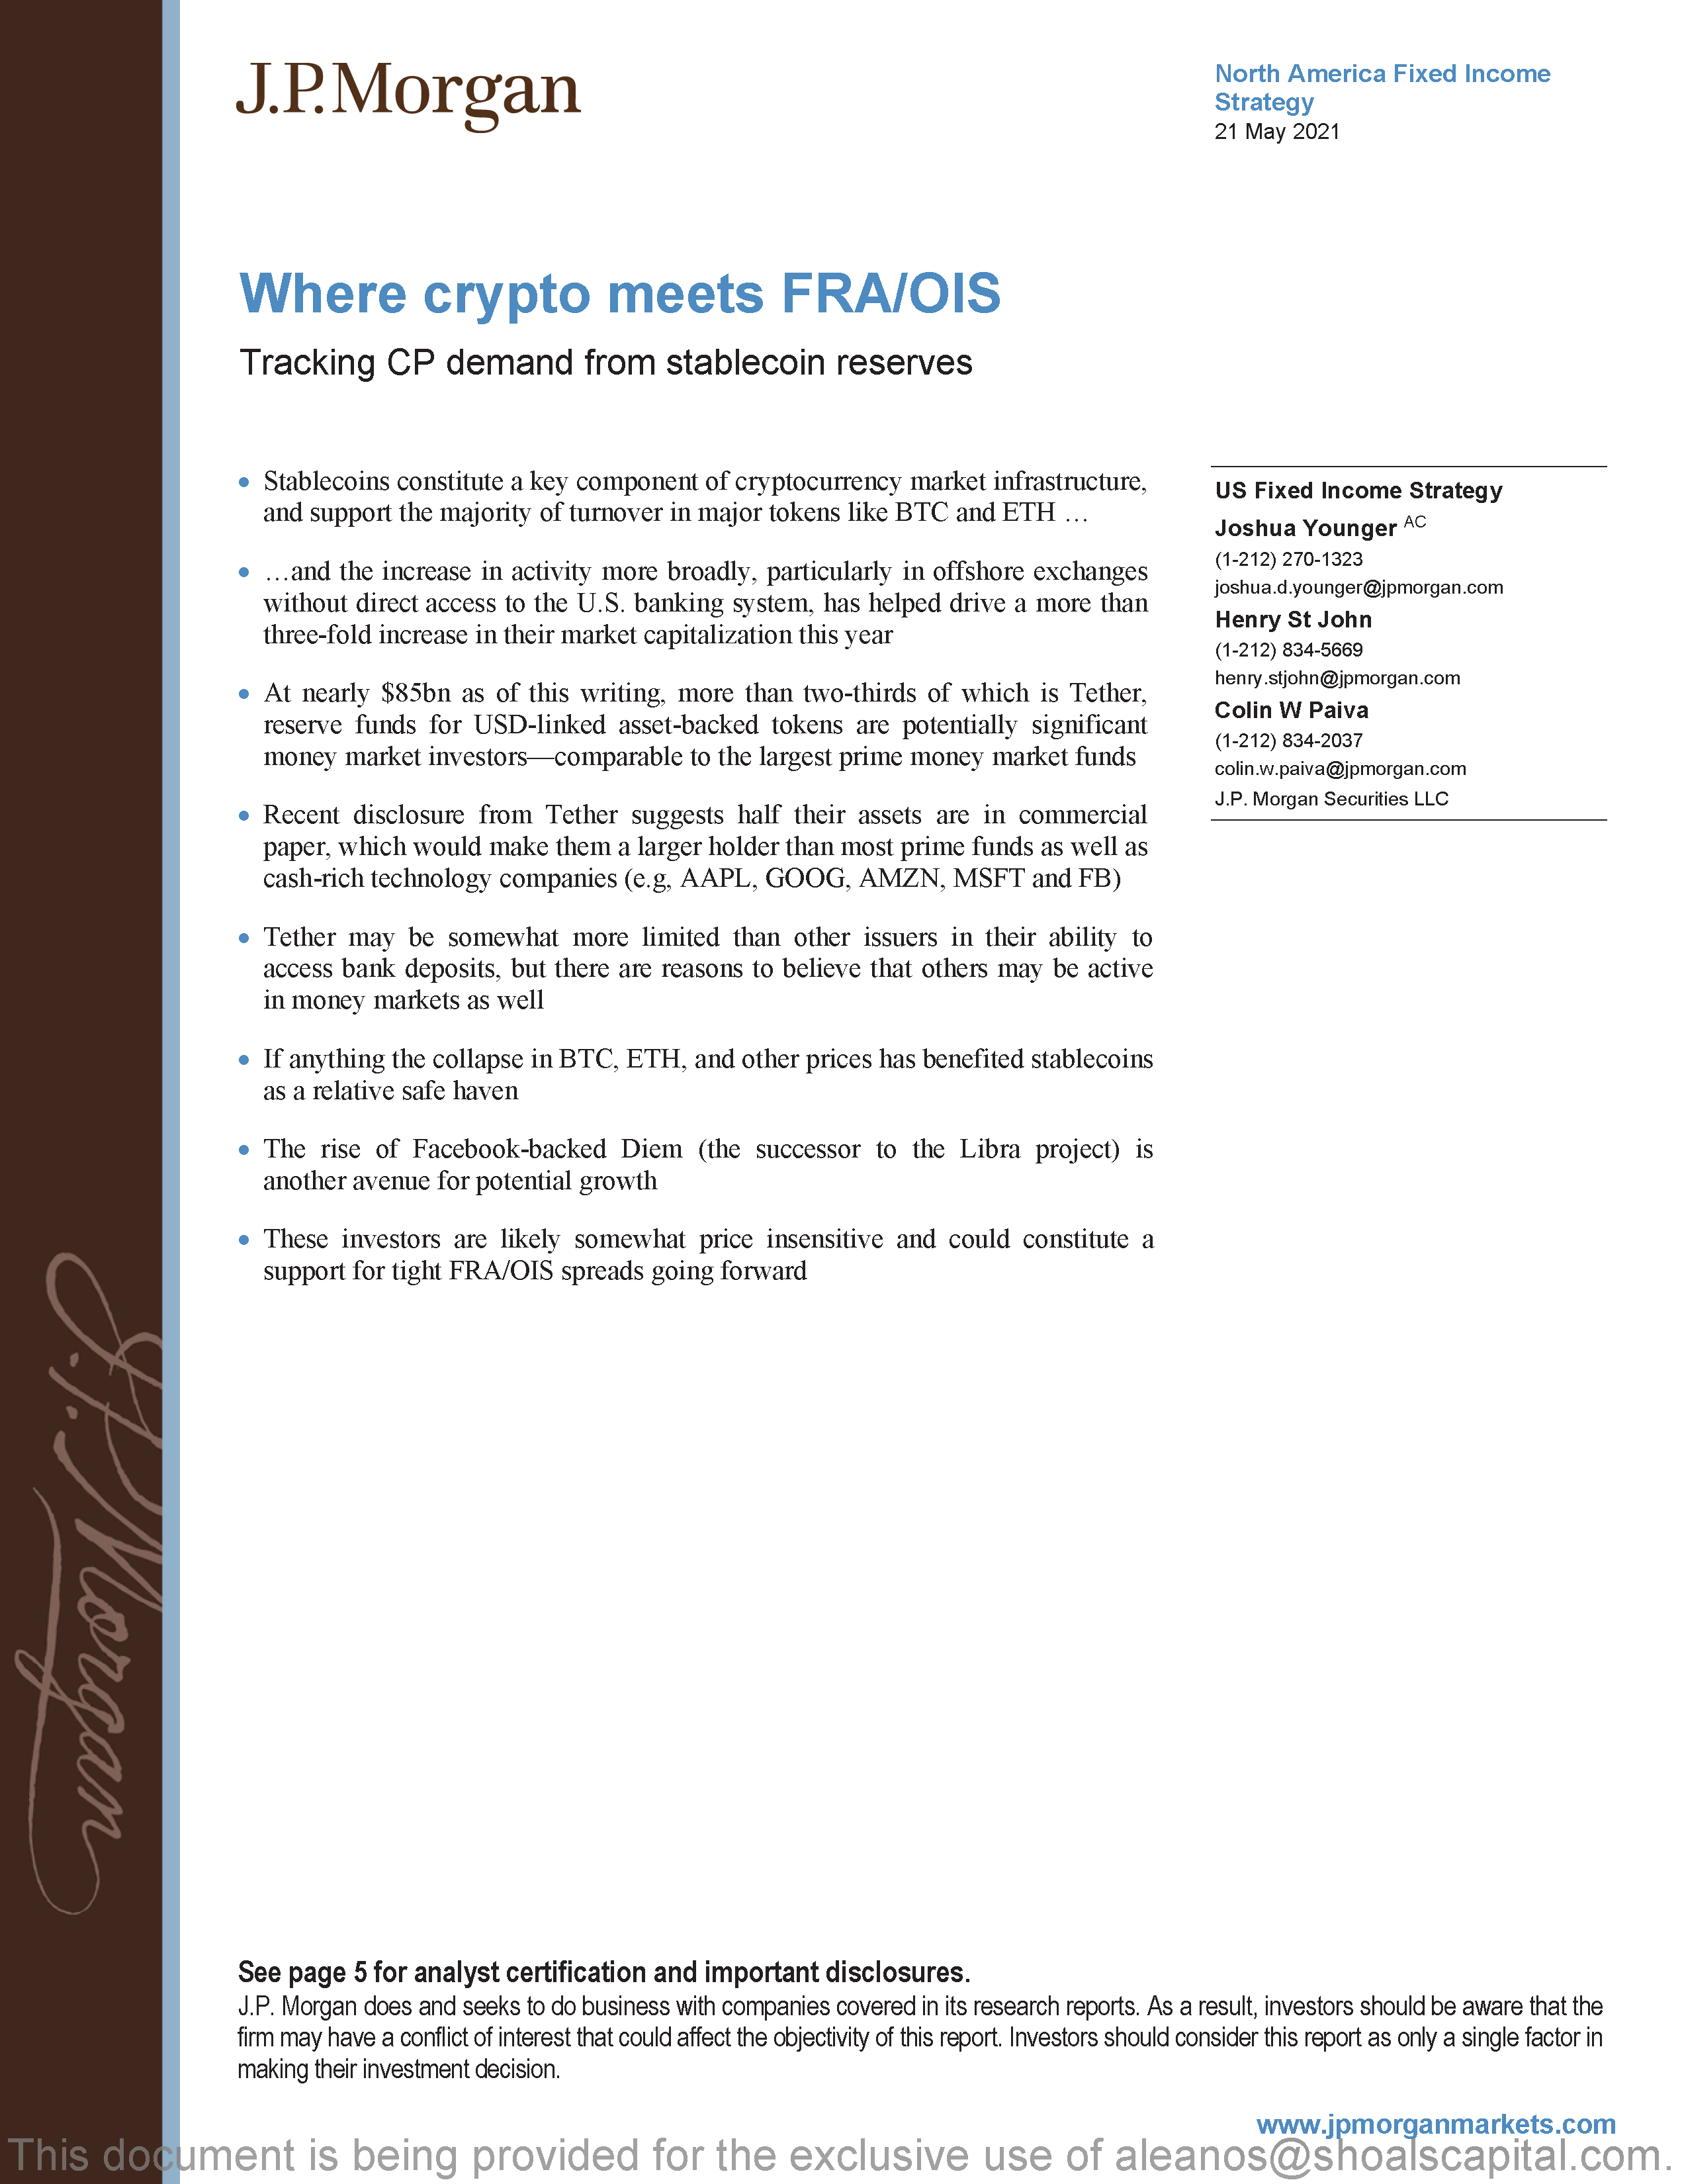 J.P.Morgan
North America Fixed Income
Strategy
21 May 2021
Where crypto meets FRA/OIS
Tracking CP demand from stablecoin reserves
• Stablecoins constitute a key component of cryptocurrency market infrastructure,
and support the majority of turnover in major tokens like BTC and ETH …
• …and the increase in activity more broadly, particularly in offshore exchanges
without direct access to the U.S. banking system, has helped drive a more than
three-fold increase in their market capitalization this year
• At nearly $85bn as of this writing, more than two-thirds of which is Tether,
reserve funds for USD-linked asset-backed tokens are potentially significant
money market investors—comparable to the largest prime money market funds
• Recent disclosure from Tether suggests half their assets are in commercial
paper, which would make them a larger holder than most prime funds as well as
cash-rich technology companies (e.g, AAPL, GOOG, AMZN, MSFT and FB)
• Tether may be somewhat more limited than other issuers in their ability to
access bank deposits, but there are reasons to believe that others may be active
in money markets as well
• If anything the collapse in BTC, ETH, and other prices has benefited stablecoins
as a relative safe haven
• The rise of Facebook-backed Diem (the successor to the Libra project) is
another avenue for potential growth
• These investors are likely somewhat price insensitive and could constitute a
support for tight FRA/OIS spreads going forward
US Fixed Income Strategy
Joshua Younger AC
(1-212) 270-1323
joshua.d.younger@jpmorgan.com
Henry St John
(1-212) 834-5669
henry.stjohn@jpmorgan.com
Colin W Paiva
(1-212) 834-2037
colin.w.paiva@jpmorgan.com
J.P. Morgan Securities LLC
J.P. Morgan
See page 5 for analyst certification and important disclosures.
J.P. Morgan does and seeks to do business with companies covered in its research reports. As a result, investors should be aware that the
firm may have a conflict of interest that could affect the objectivity of this report. Investors should consider this report as only a single factor in
making their investment decision.
www.jpmorganmarkets.com
This document is being provided for the exclusive use of aleanos@shoalscapital.com.